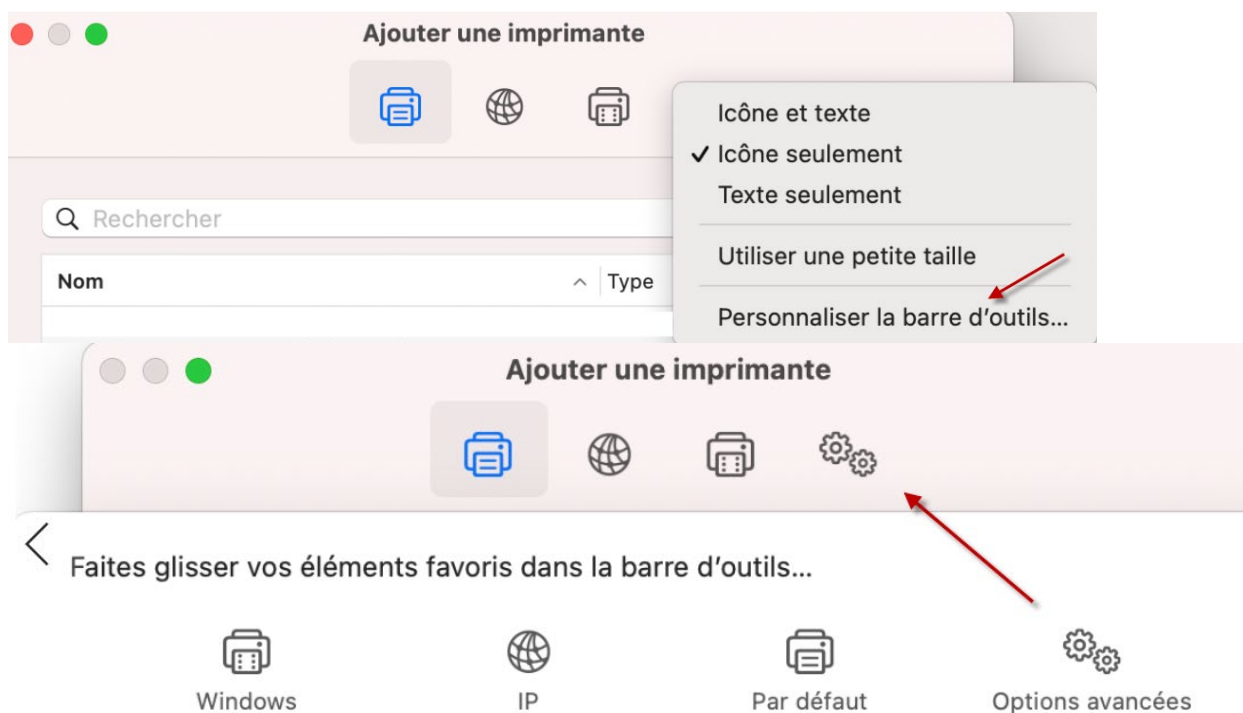 Ajouter une imprimante
Icône et texte
✓ Icône seulement
Texte seulement
Rechercher
Utiliser une petite taille
Nom Type
Personnaliser la barre d’outils...
Ajouter une imprimante
Faites glisser vos éléments favoris dans la barre d’outils...
Windows IP Par défaut Options avancées